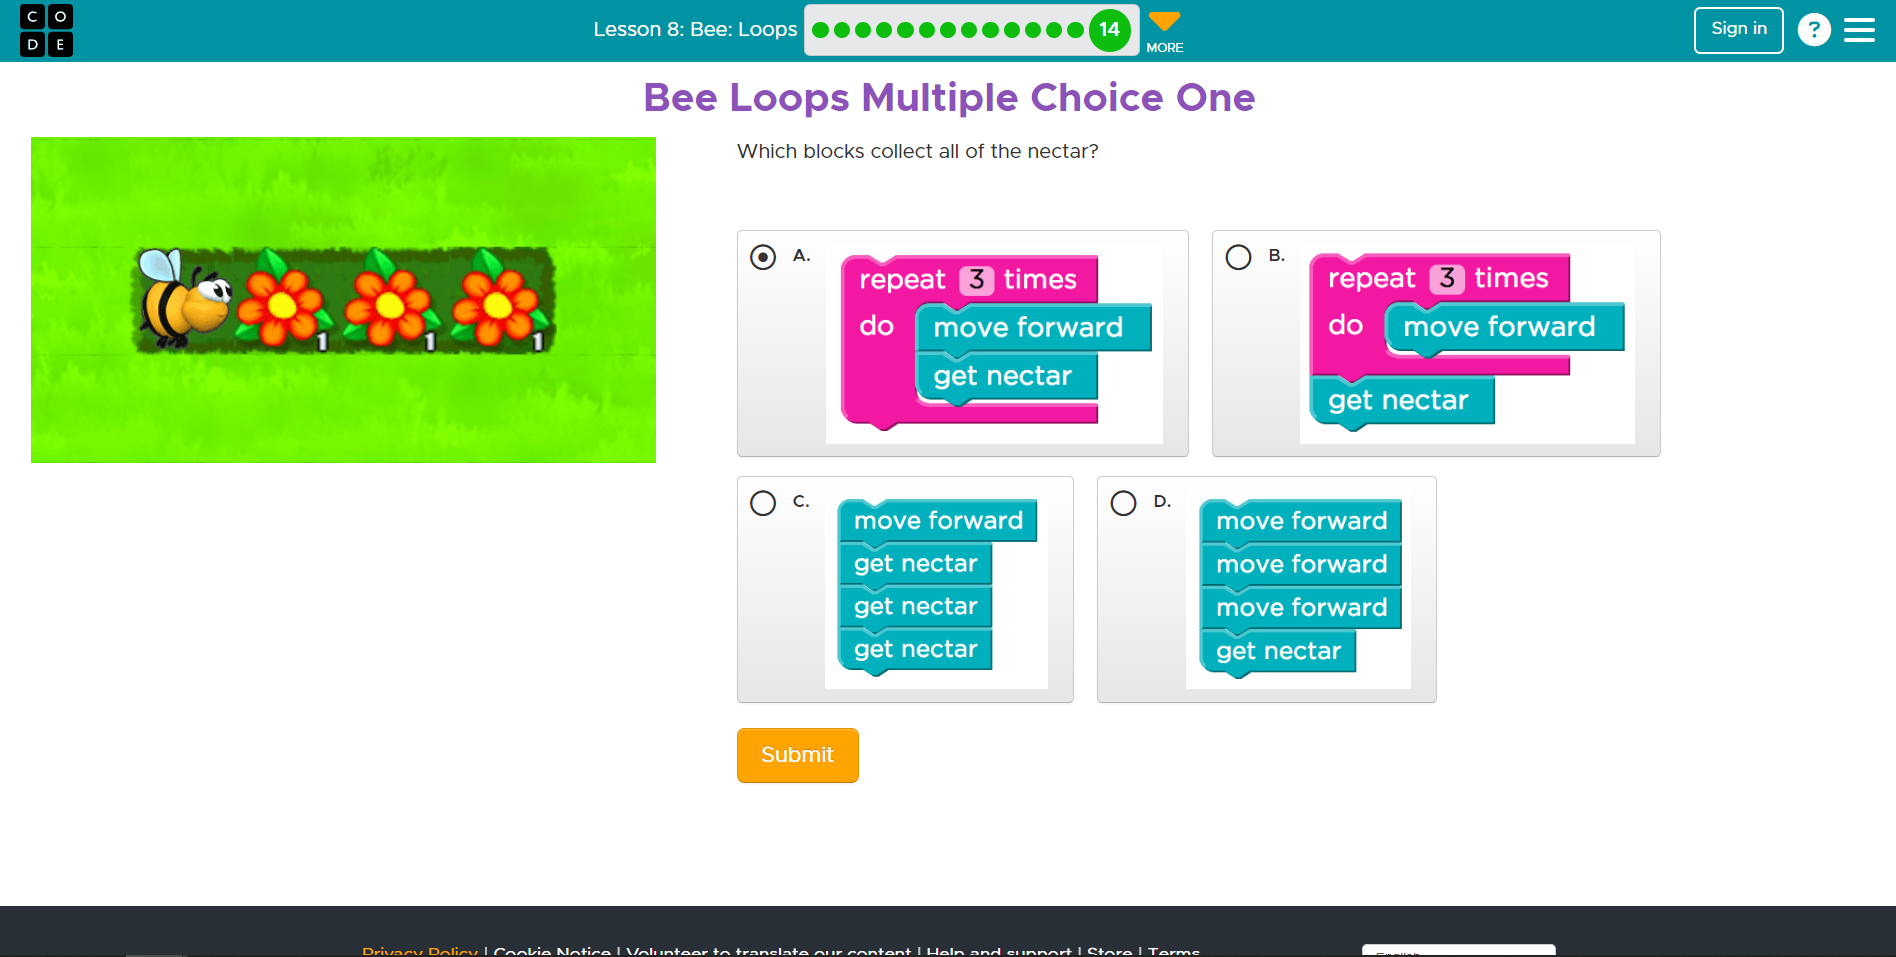 C O
D E
Lesson 8: Bee: Loops
14
MORE
Sign in
?
Bee Loops Multiple Choice One
Which blocks collect all of the nectar?
1 1 1
A.
repeat 3 times
do move forward
get nectar
B.
repeat 3 times
do move forward
get nectar
C.
move forward
get nectar
get nectar
get nectar
D.
move forward
move forward
move forward
get nectar
Submit
Privacy Policy | Cookie Notice | Volunteer to translate our content | Help and support | Store | Terms
English